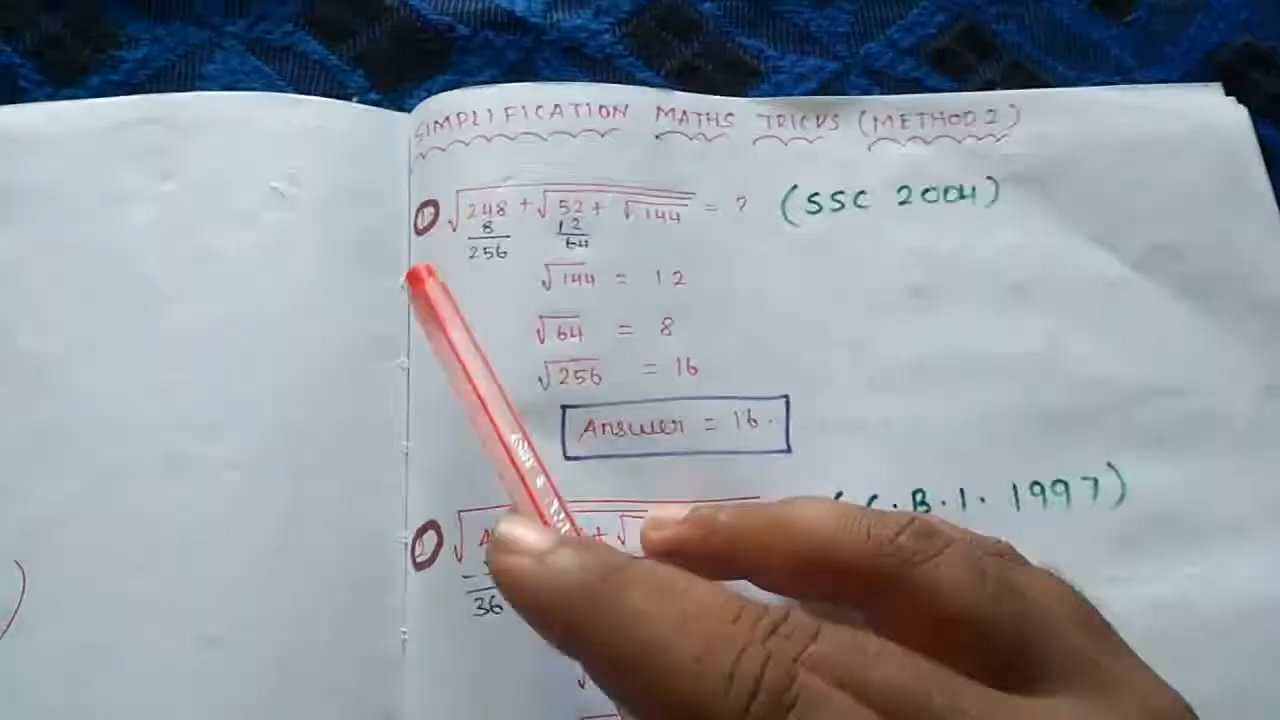 SIMPLIFICATION MATHS TRICKS (METHOD 2)
① √248 + √52 + √144 = ? (SSC 2004)
8 12
256 64
√144 = 12
√64 = 8
√256 = 16
Answer = 16.
.B.I. 1997)
② √ + √
36